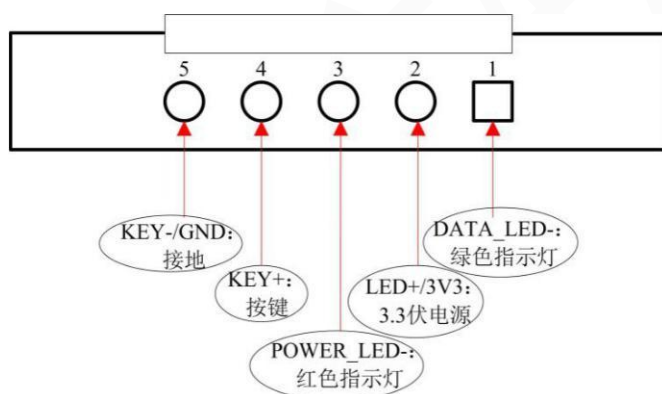 5 4 3 2 1
KEY-/GND:
接地
KEY+:
按键
POWER_LED-:
红色指示灯
LED+/3V3:
3.3伏电源
DATA_LED-:
绿色指示灯